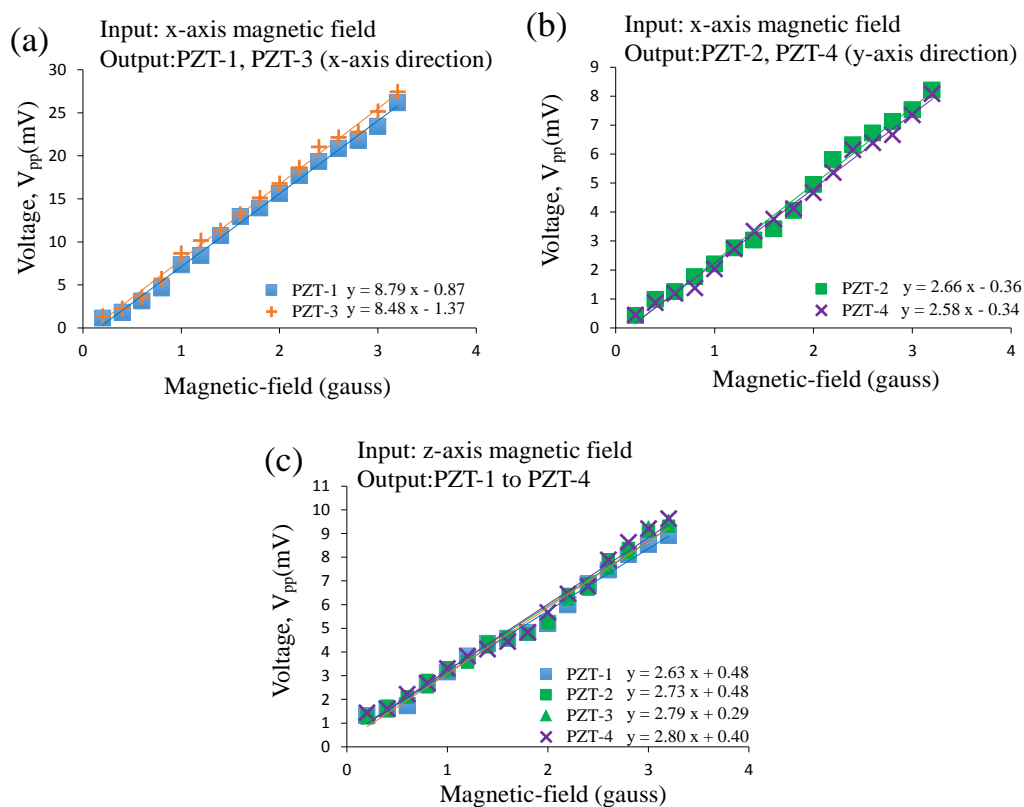 (a)
Input: x-axis magnetic field
Output:PZT-1, PZT-3 (x-axis direction)
30
25
20
15
10
5
0
Voltage, Vpp(mV)
PZT-1 y = 8.79 x - 0.87
PZT-3 y = 8.48 x - 1.37
0 1 2 3 4
Magnetic-field (gauss)
(b)
Input: x-axis magnetic field
Output:PZT-2, PZT-4 (y-axis direction)
9
8
7
6
5
4
3
2
1
0
Voltage, Vpp(mV)
PZT-2 y = 2.66 x - 0.36
PZT-4 y = 2.58 x - 0.34
0 1 2 3 4
Magnetic-field (gauss)
(c)
Input: z-axis magnetic field
Output:PZT-1 to PZT-4
11
10
9
8
7
6
5
4
3
2
1
0
Voltage, Vpp(mV)
PZT-1 y = 2.63 x + 0.48
PZT-2 y = 2.73 x + 0.48
PZT-3 y = 2.79 x + 0.29
PZT-4 y = 2.80 x + 0.40
0 1 2 3 4
Magnetic-field (gauss)